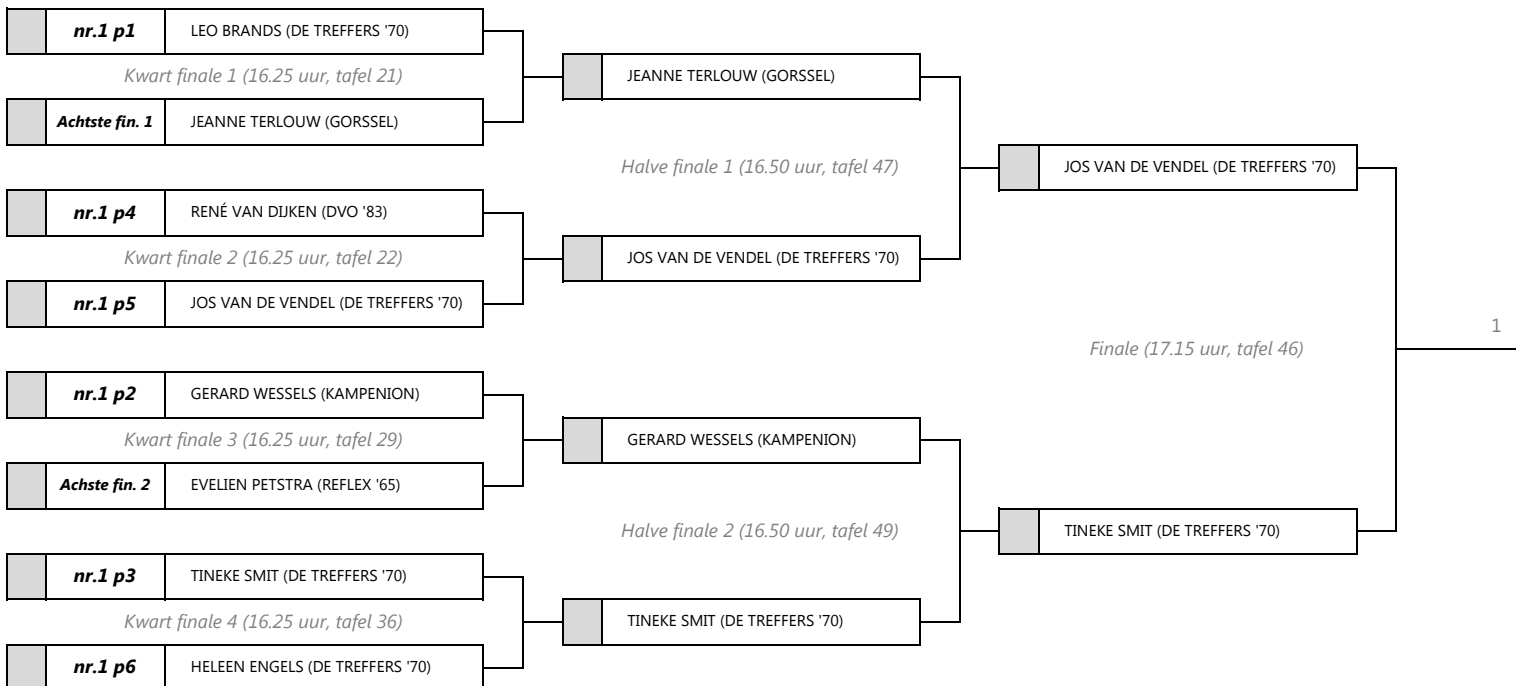 nr.1 p1 LEO BRANDS (DE TREFFERS '70)
Kwart finale 1 (16.25 uur, tafel 21)
JEANNE TERLOUW (GORSSEL)
Achtste fin. 1 JEANNE TERLOUW (GORSSEL)
Halve finale 1 (16.50 uur, tafel 47)
JOS VAN DE VENDEL (DE TREFFERS '70)
nr.1 p4 RENÉ VAN DIJKEN (DVO '83)
Kwart finale 2 (16.25 uur, tafel 22)
JOS VAN DE VENDEL (DE TREFFERS '70)
nr.1 p5 JOS VAN DE VENDEL (DE TREFFERS '70)
1
Finale (17.15 uur, tafel 46)
nr.1 p2 GERARD WESSELS (KAMPENION)
Kwart finale 3 (16.25 uur, tafel 29)
GERARD WESSELS (KAMPENION)
Achste fin. 2 EVELIEN PETSTRA (REFLEX '65)
Halve finale 2 (16.50 uur, tafel 49)
TINEKE SMIT (DE TREFFERS '70)
nr.1 p3 TINEKE SMIT (DE TREFFERS '70)
Kwart finale 4 (16.25 uur, tafel 36)
TINEKE SMIT (DE TREFFERS '70)
nr.1 p6 HELEEN ENGELS (DE TREFFERS '70)